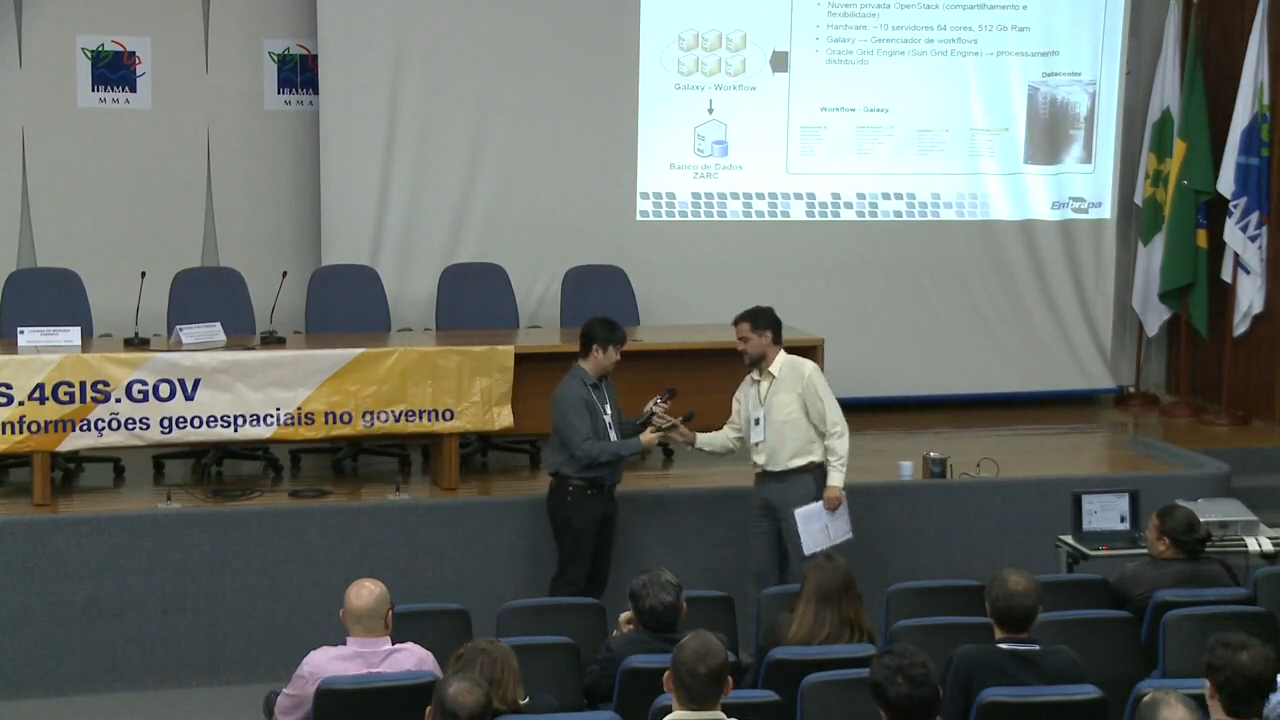 IBAMA
M M A
IBAMA
M M A
Nuvem privada OpenStack (compartilhamento e
flexibilidade)
Hardware. ~10 servidores 64 cores, 512 Gb Ram
Galaxy → Gerenciador de workflows
Oracle Grid Engine (Sun Grid Engine) → processamento
distribuído
Galaxy - Workflow
Datacenter
Workflow - Galaxy
Banco de Dados
ZARC
Embrapa
S.4GIS.GOV
nformações geoespaciais no governo